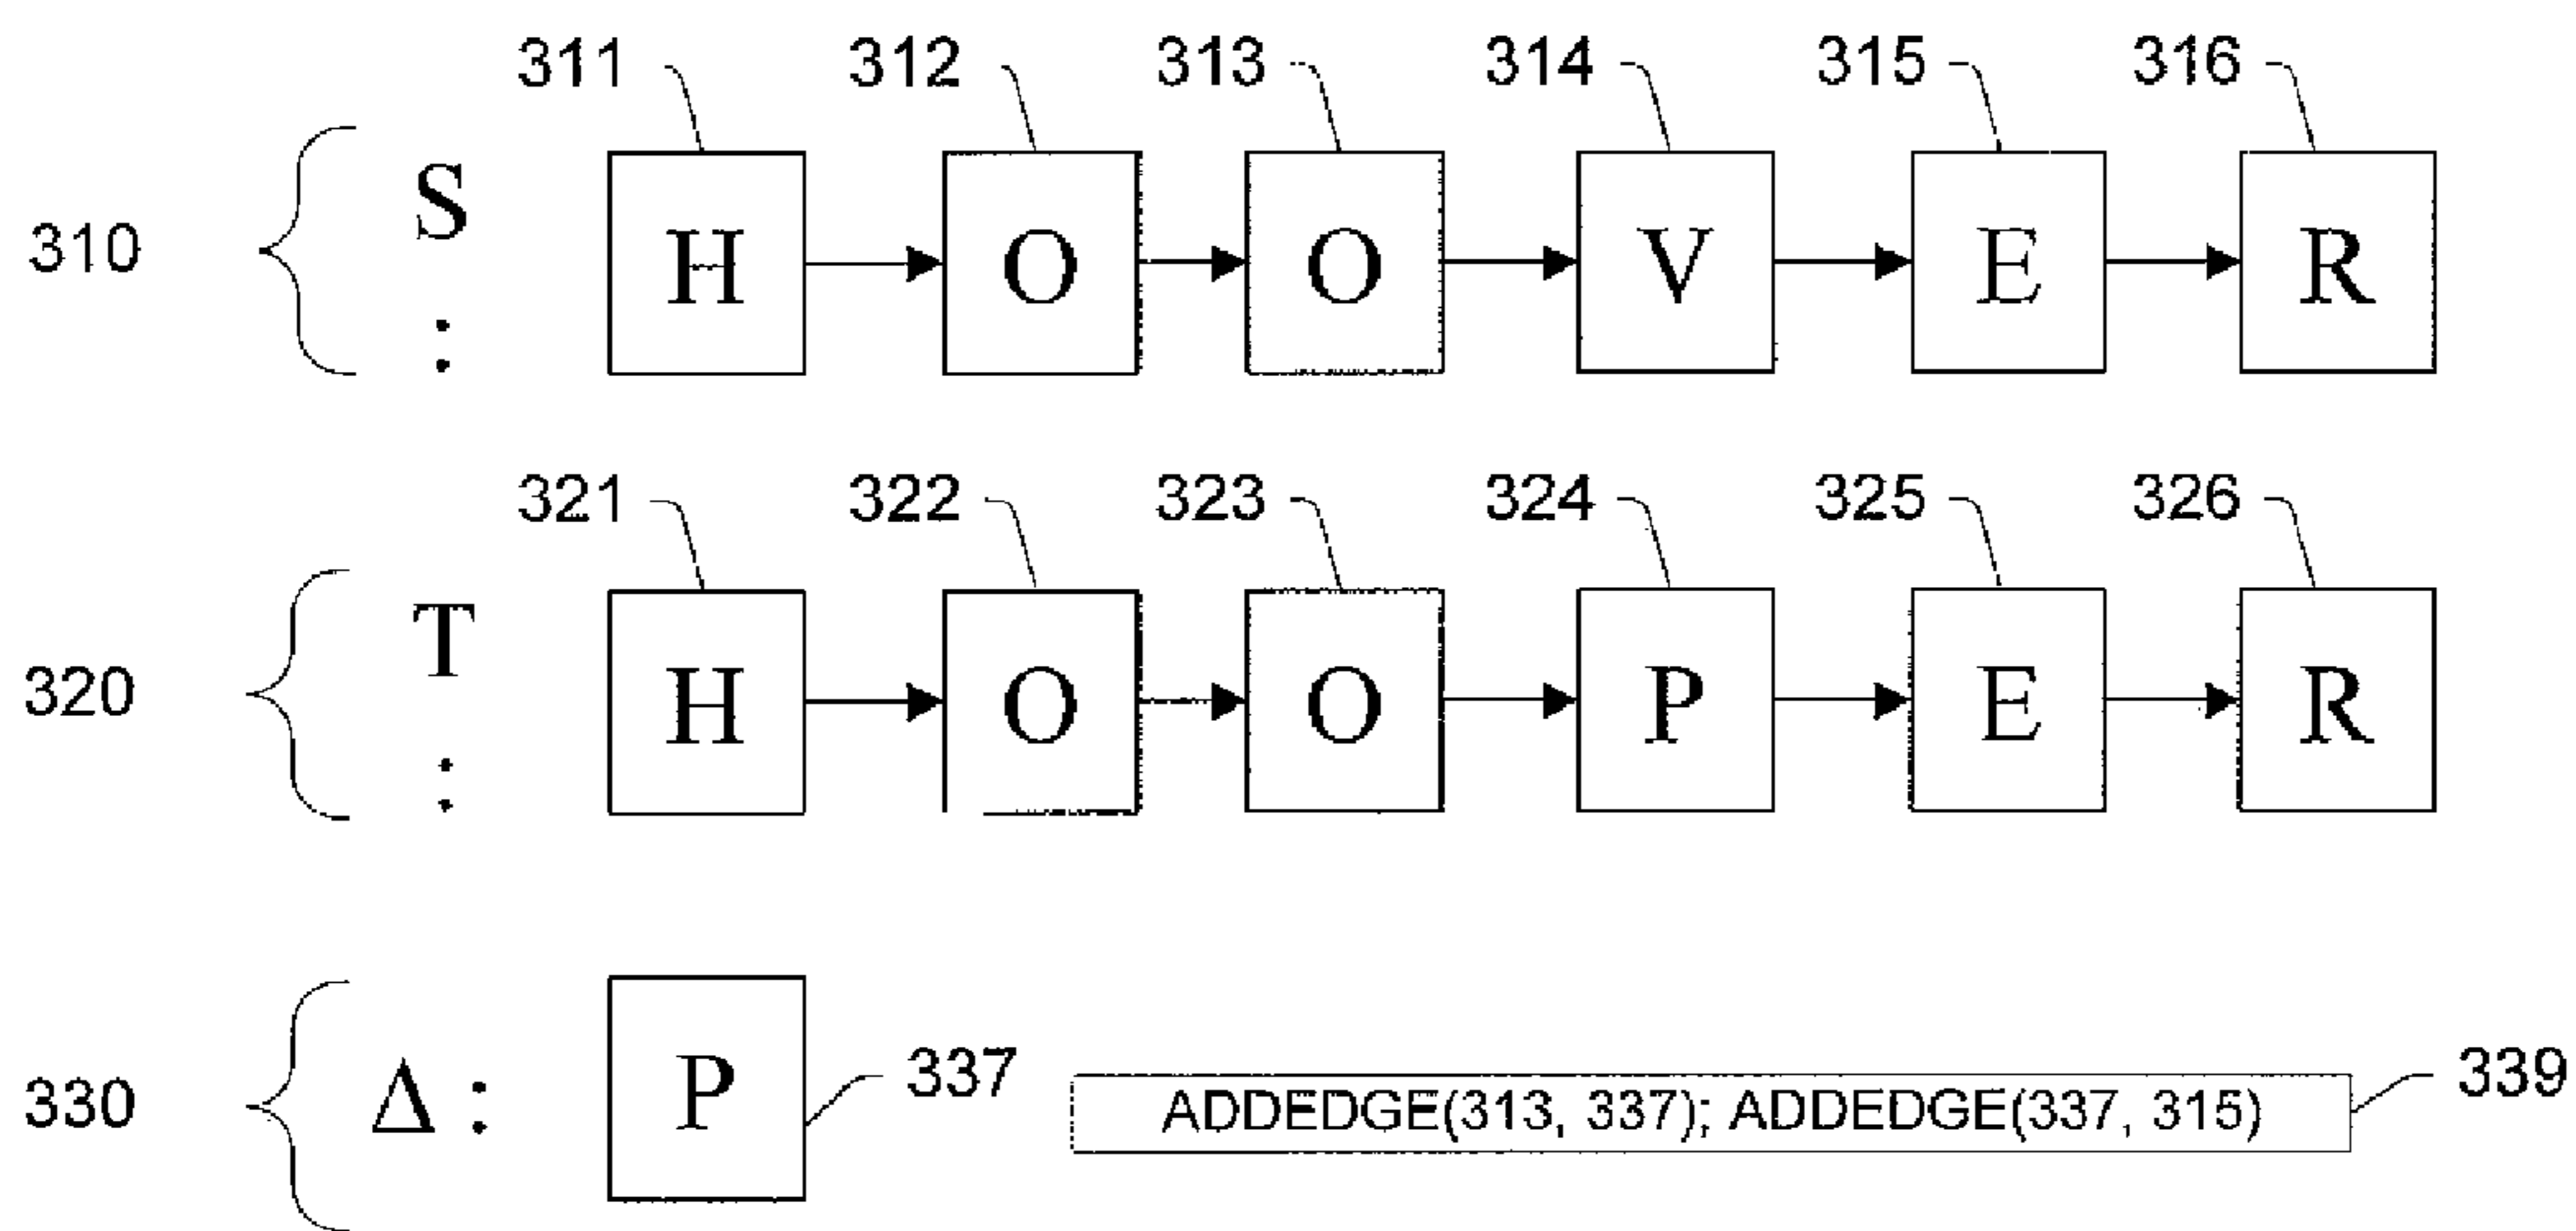 311 312 313 314 315 316
310 S : H O O V E R
321 322 323 324 325 326
320 T : H O O P E R
330 Δ : P 337 ADDEDGE(313, 337); ADDEDGE(337, 315) 339